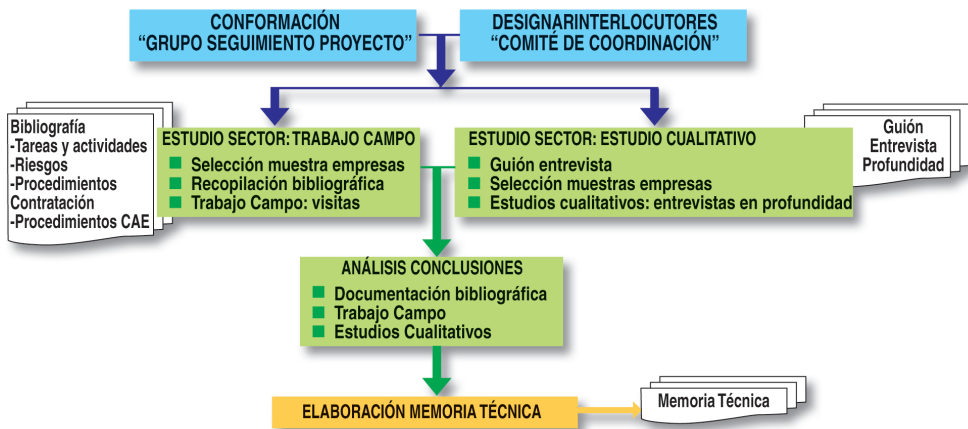 CONFORMACIÓN
“GRUPO SEGUIMIENTO PROYECTO”
DESIGNARINTERLOCUTORES
“COMITÉ DE COORDINACIÓN”
Bibliografía
-Tareas y actividades
-Riesgos
-Procedimientos
Contratación
-Procedimientos CAE
ESTUDIO SECTOR: TRABAJO CAMPO
Selección muestra empresas
Recopilación bibliográfica
Trabajo Campo: visitas
ESTUDIO SECTOR: ESTUDIO CUALITATIVO
Guión entrevista
Selección muestras empresas
Estudios cualitativos: entrevistas en profundidad
Guión
Entrevista
Profundidad
ANÁLISIS CONCLUSIONES
Documentación bibliográfica
Trabajo Campo
Estudios Cualitativos
ELABORACIÓN MEMORIA TÉCNICA
Memoria Técnica